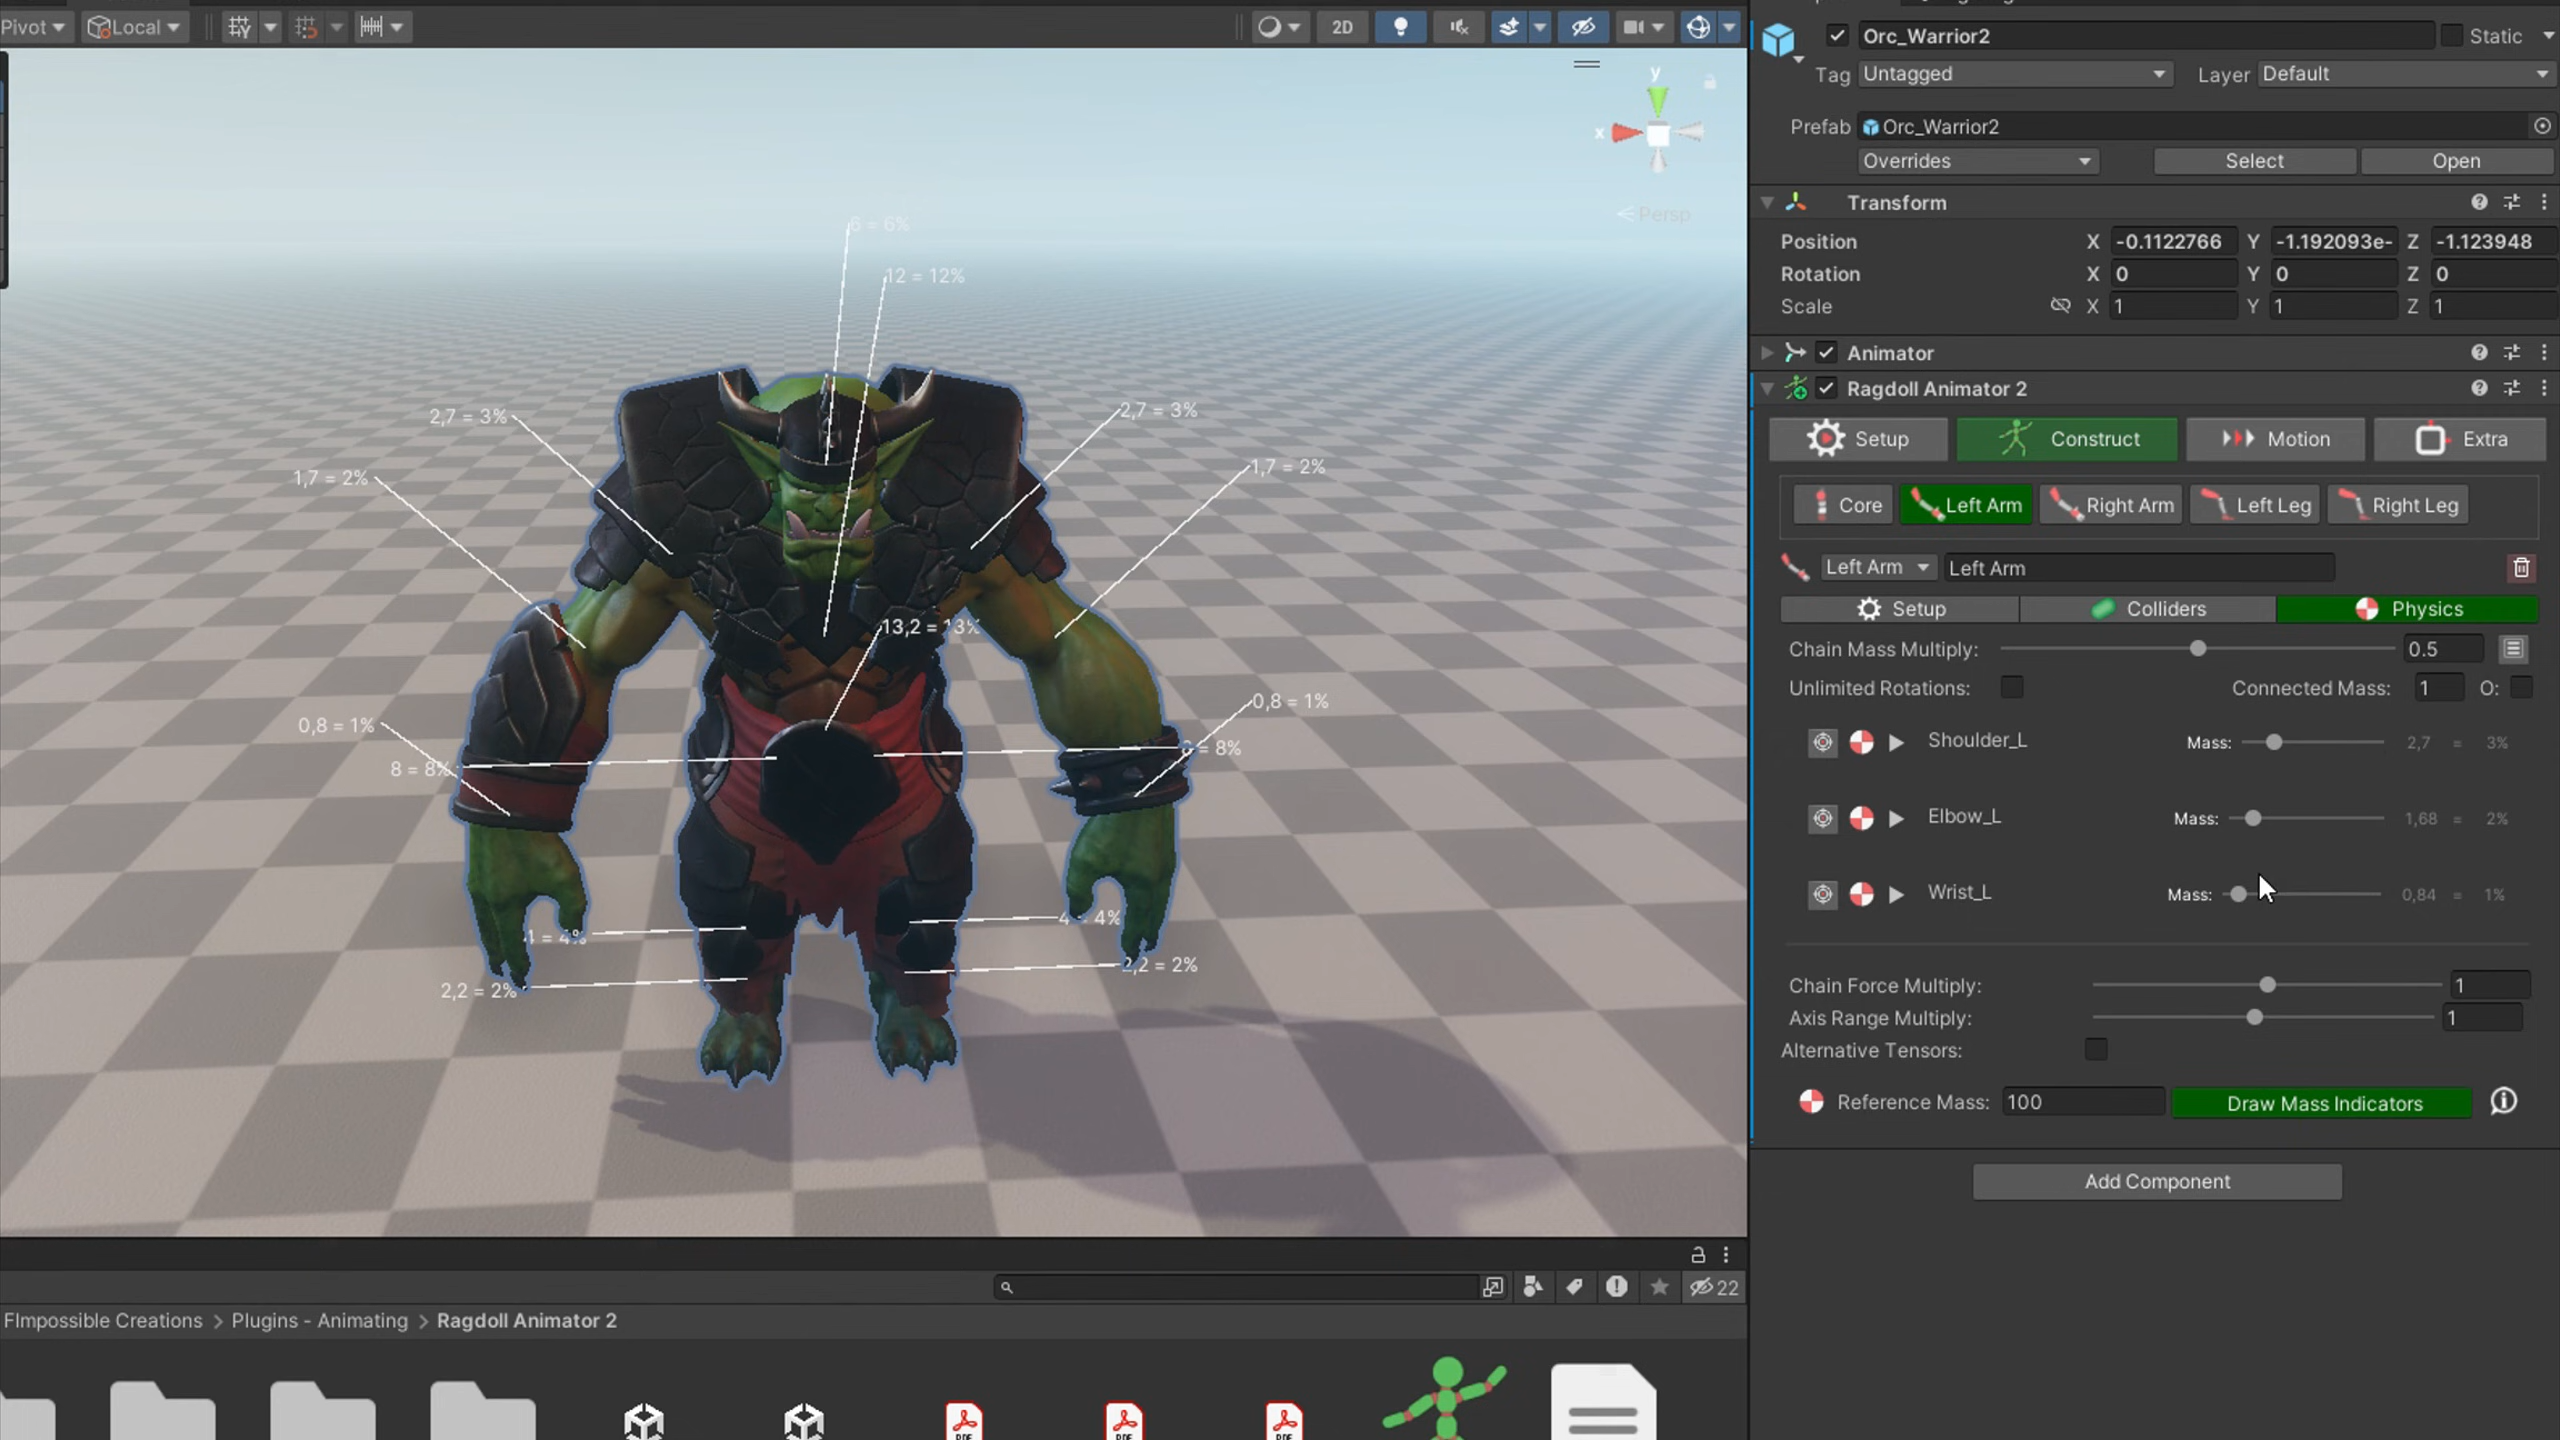 Pivot
Local
2D
y
x
Persp
6 = 6%
12 = 12%
2,7 = 3%
2,7 = 3%
1,7 = 2%
1,7 = 2%
13,2 = 13%
0,8 = 1%
0,8 = 1%
8 = 8%
= 8%
4 = 4%
= 4%
2,2 = 2%
2,2 = 2%
22
FImpossible Creations > Plugins - Animating > Ragdoll Animator 2
Orc_Warrior2
Static
Tag Untagged Layer Default
Prefab Orc_Warrior2
Overrides Select Open
Transform
Position X -0.1122766 Y -1.192093e- Z -1.123948
Rotation X 0 Y 0 Z 0
Scale X 1 Y 1 Z 1
Animator
Ragdoll Animator 2
Setup Construct Motion Extra
Core Left Arm Right Arm Left Leg Right Leg
Left Arm Left Arm
Setup Colliders Physics
Chain Mass Multiply: 0.5
Unlimited Rotations: Connected Mass: 1 O:
Shoulder_L Mass: 2,7 = 3%
Elbow_L Mass: 1,68 = 2%
Wrist_L Mass: 0,84 = 1%
Chain Force Multiply: 1
Axis Range Multiply: 1
Alternative Tensors:
Reference Mass: 100 Draw Mass Indicators
Add Component